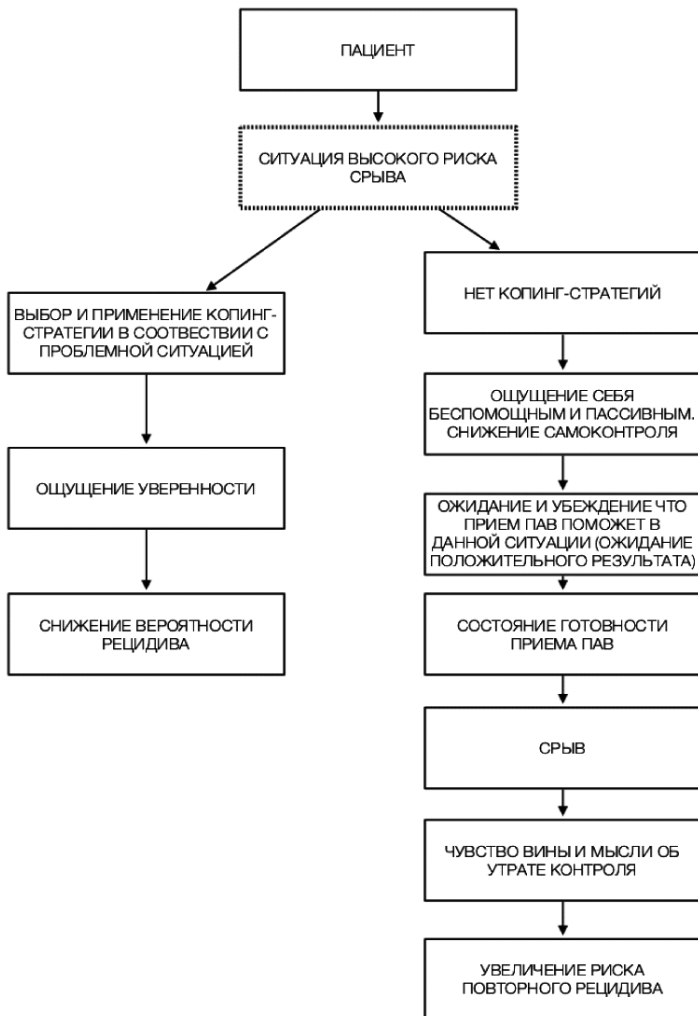 ПАЦИЕНТ
СИТУАЦИЯ ВЫСОКОГО РИСКА
СРЫВА
ВЫБОР И ПРИМЕНЕНИЕ КОПИНГ-
СТРАТЕГИИ В СООТВЕСТВИИ С
ПРОБЛЕМНОЙ СИТУАЦИЕЙ
ОЩУЩЕНИЕ УВЕРЕННОСТИ
СНИЖЕНИЕ ВЕРОЯТНОСТИ
РЕЦИДИВА
НЕТ КОПИНГ-СТРАТЕГИЙ
ОЩУЩЕНИЕ СЕБЯ
БЕСПОМОЩНЫМ И ПАССИВНЫМ.
СНИЖЕНИЕ САМОКОНТРОЛЯ
ОЖИДАНИЕ И УБЕЖДЕНИЕ ЧТО
ПРИЕМ ПАВ ПОМОЖЕТ В
ДАННОЙ СИТУАЦИИ (ОЖИДАНИЕ
ПОЛОЖИТЕЛЬНОГО РЕЗУЛЬТАТА)
СОСТОЯНИЕ ГОТОВНОСТИ
ПРИЕМА ПАВ
СРЫВ
ЧУВСТВО ВИНЫ И МЫСЛИ ОБ
УТРАТЕ КОНТРОЛЯ
УВЕЛИЧЕНИЕ РИСКА
ПОВТОРНОГО РЕЦИДИВА